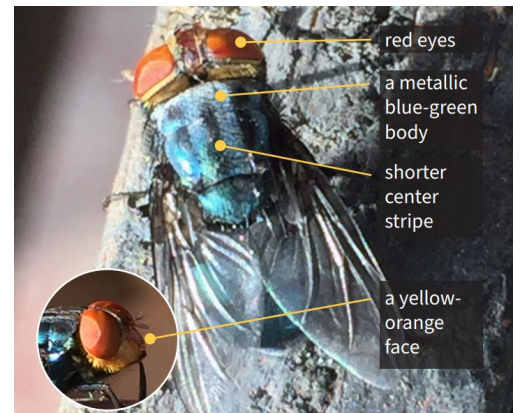 red eyes
a metallic
blue-green
body
shorter
center
stripe
a yellow-
orange
face